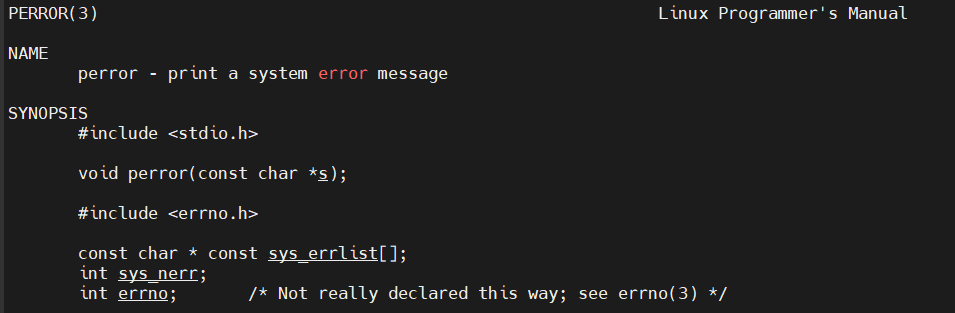 PERROR(3) Linux Programmer's Manual
NAME
perror - print a system error message
SYNOPSIS
#include <stdio.h>
void perror(const char *s);
#include <errno.h>
const char * const sys_errlist[];
int sys_nerr;
int errno; /* Not really declared this way; see errno(3) */